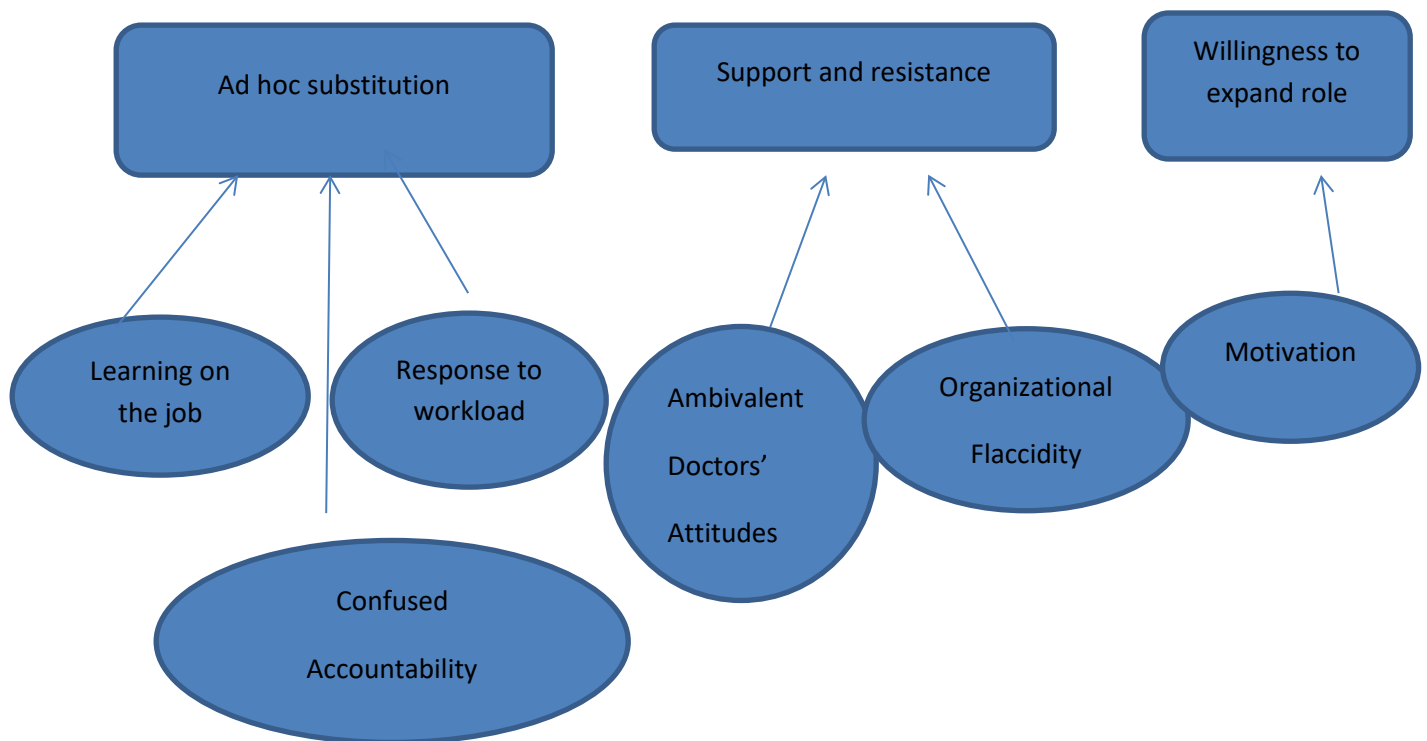 Ad hoc substitution
Support and resistance
Willingness to
expand role
Learning on
the job
Response to
workload
Ambivalent
Doctors’
Attitudes
Organizational
Flaccidity
Motivation
Confused
Accountability